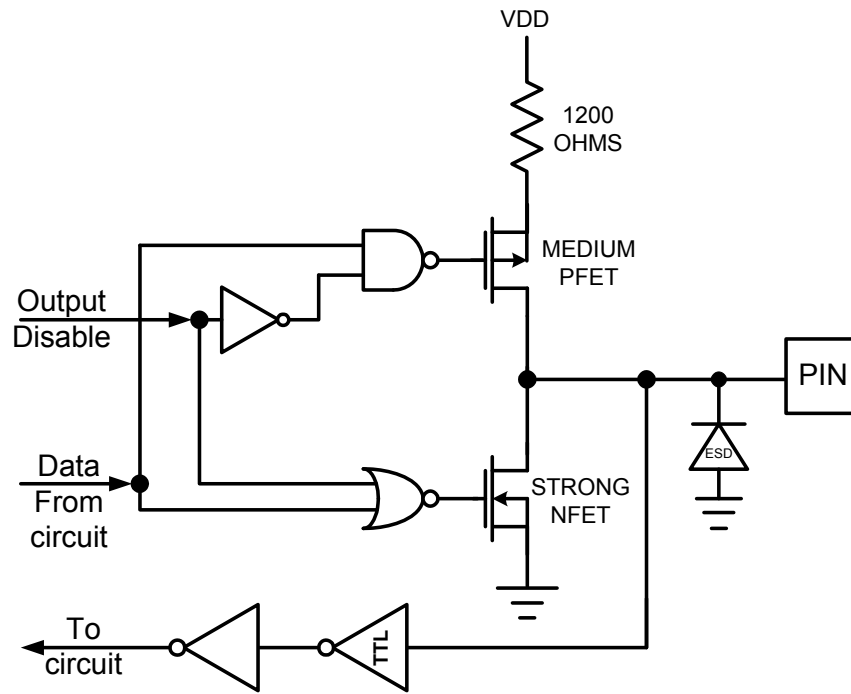 VDD
1200
OHMS
MEDIUM
PFET
Output
Disable
PIN
ESD
Data
From
circuit
STRONG
NFET
To
circuit
TTL